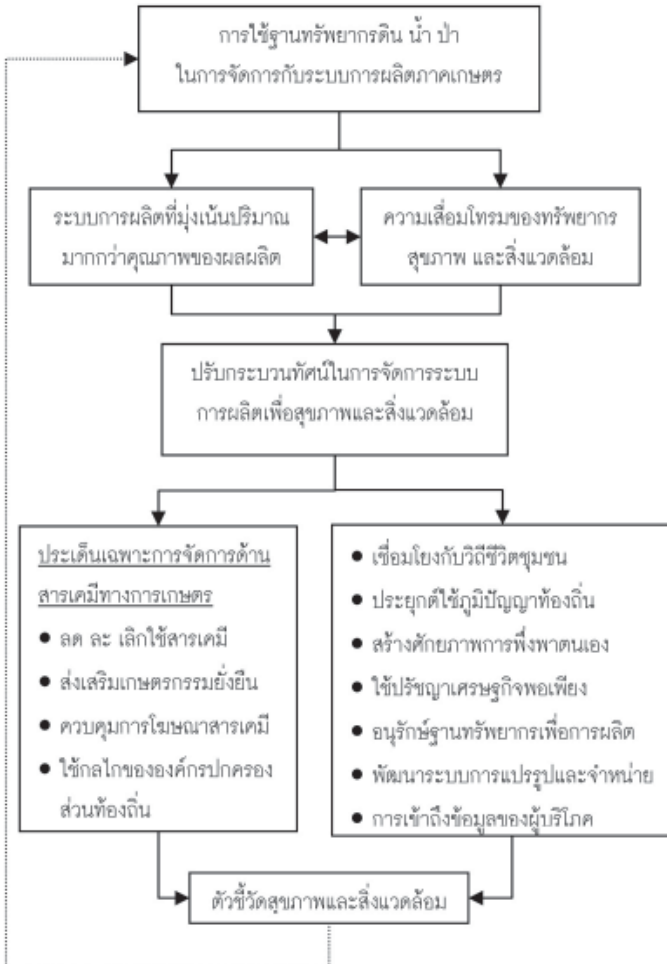 การใช้ฐานทรัพยากรดิน น้ำ ป่า
ในการจัดการกับระบบการผลิตภาคเกษตร
ระบบการผลิตที่มุ่งเน้นปริมาณ
มากกว่าคุณภาพของผลผลิต
ความเสื่อมโทรมของทรัพยากร
สุขภาพ และสิ่งแวดล้อม
ปรับกระบวนทัศน์ในการจัดการระบบ
การผลิตเพื่อสุขภาพและสิ่งแวดล้อม
ประเด็นเฉพาะการจัดการด้าน
สารเคมีทางการเกษตร
● ลด ละ เลิกใช้สารเคมี
● ส่งเสริมเกษตรกรรมยั่งยืน
● ควบคุมการโฆษณาสารเคมี
● ใช้กลไกขององค์กรปกครอง
ส่วนท้องถิ่น
● เชื่อมโยงกับวิถีชีวิตชุมชน
● ประยุกต์ใช้ภูมิปัญญาท้องถิ่น
● สร้างศักยภาพการพึ่งพาตนเอง
● ใช้ปรัชญาเศรษฐกิจพอเพียง
● อนุรักษ์ฐานทรัพยากรเพื่อการผลิต
● พัฒนาระบบการแปรรูปและจำหน่าย
● การเข้าถึงข้อมูลของผู้บริโภค
ตัวชี้วัดสุขภาพและสิ่งแวดล้อม